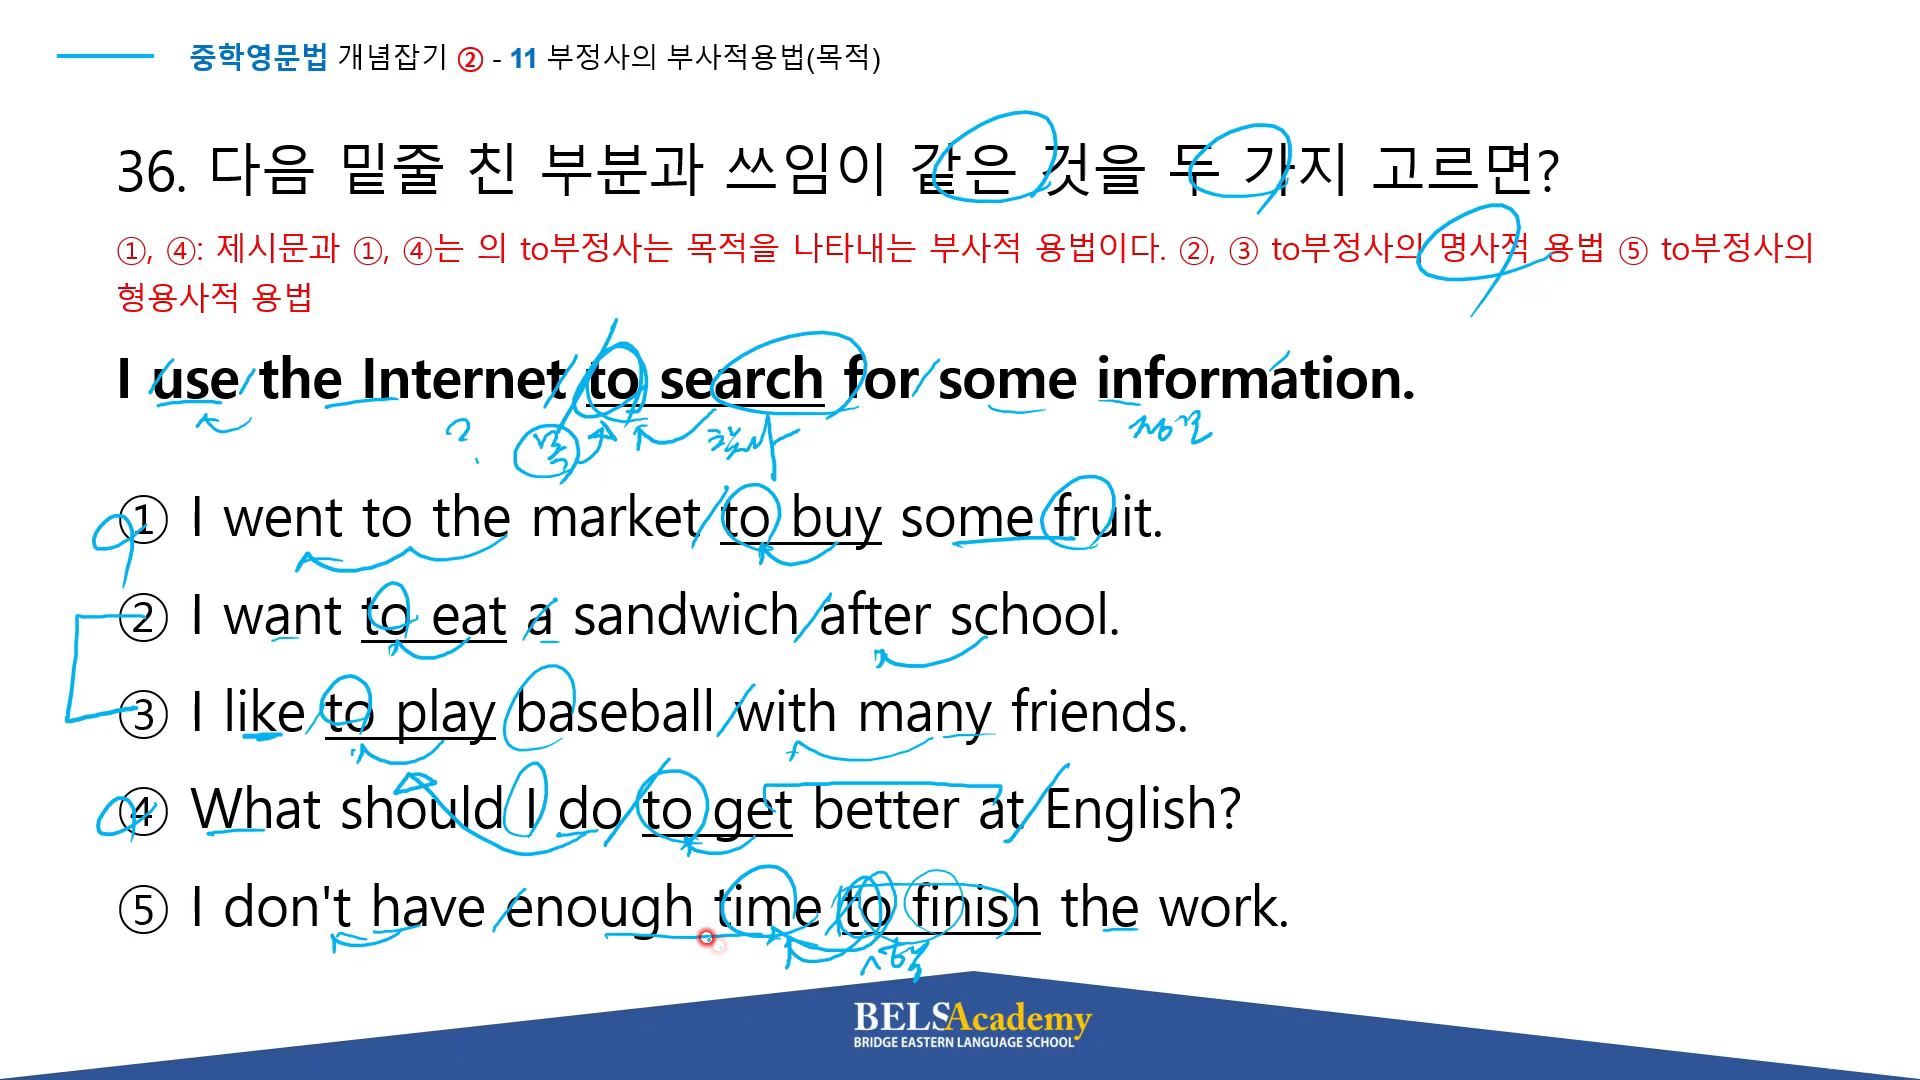 중학영문법 개념잡기 ② - 11 부정사의 부사적용법(목적)
36. 다음 밑줄 친 부분과 쓰임이 같은 것을 두 가지 고르면?
①, ④: 제시문과 ①, ④는 의 to부정사는 목적을 나타내는 부사적 용법이다. ②, ③ to부정사의 명사적 용법 ⑤ to부정사의
형용사적 용법
I use the Internet to search for some information.
?
① I went to the market to buy some fruit.
② I want to eat a sandwich after school.
③ I like to play baseball with many friends.
④ What should I do to get better at English?
⑤ I don't have enough time to finish the work.
BELSAcademy
BRIDGE EASTERN LANGUAGE SCHOOL